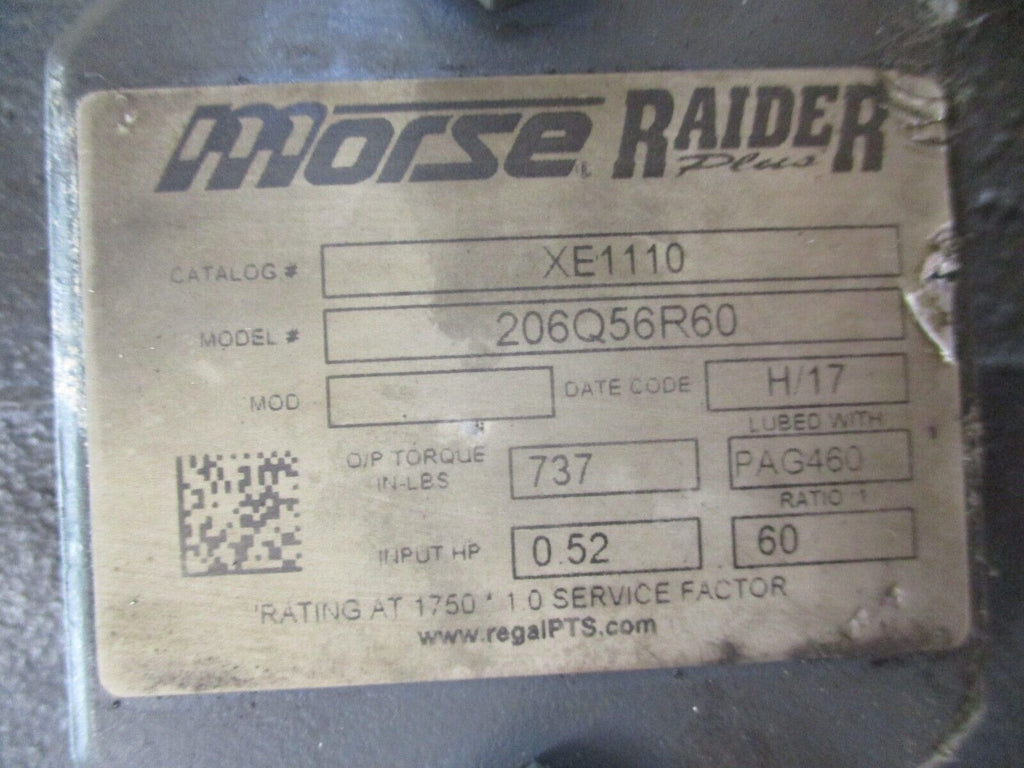 morse® RAIDER Plus
CATALOG # XE1110
MODEL # 206Q56R60
MOD DATE CODE H/17
O/P TORQUE IN-LBS 737 LUBED WITH PAG460
INPUT HP 0.52 RATIO :1 60
*RATING AT 1750 * 1.0 SERVICE FACTOR
www.regalPTS.com